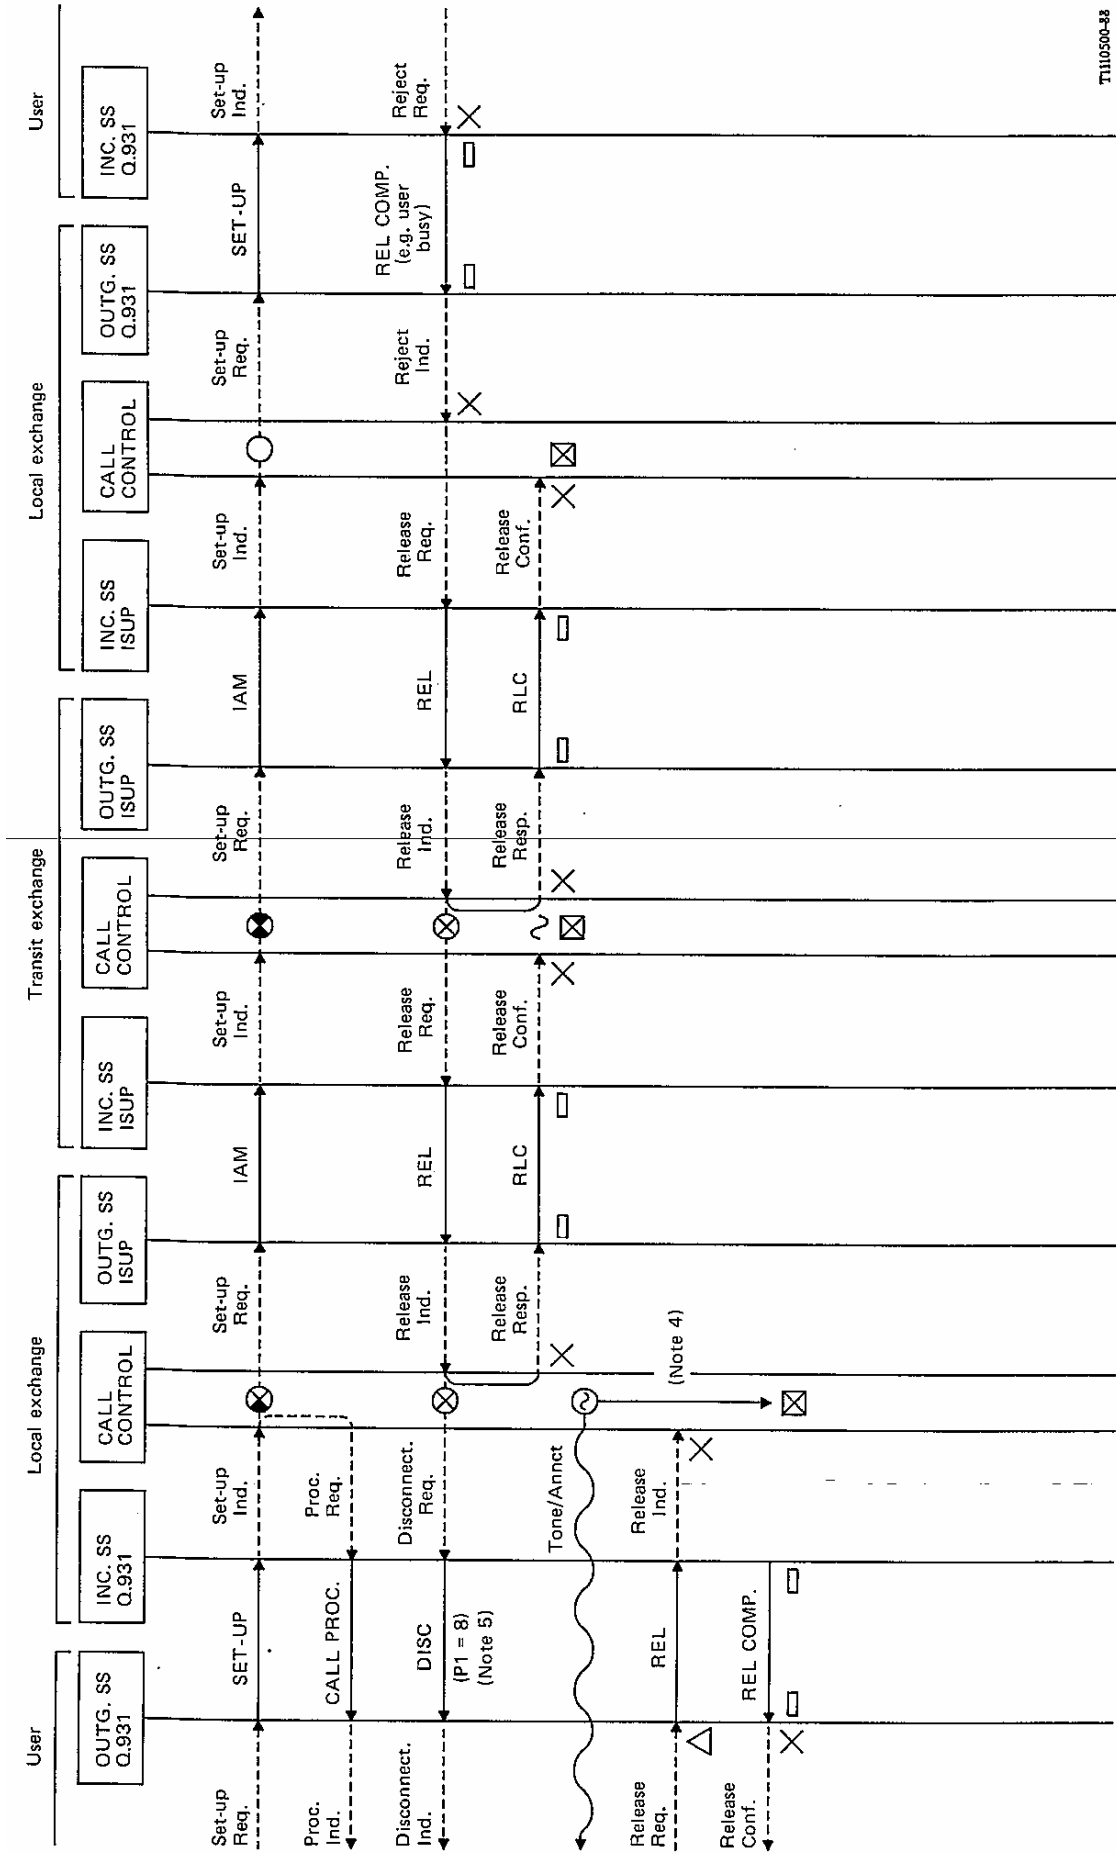 User
Local exchange
Transit exchange
Local exchange
User
OUTG. SS
Q.931
INC. SS
Q.931
CALL
CONTROL
OUTG. SS
ISUP
INC. SS
ISUP
CALL
CONTROL
OUTG. SS
ISUP
INC. SS
ISUP
CALL
CONTROL
OUTG. SS
Q.931
INC. SS
Q.931
Set-up
Req.
SET-UP
Set-up
Ind.
Set-up
Req.
IAM
Set-up
Ind.
Set-up
Req.
IAM
Set-up
Ind.
Set-up
Req.
SET-UP
Set-up
Ind.
Proc.
Ind.
CALL PROC.
Proc.
Req.
Disconnect.
Ind.
DISC
(P1 = 8)
(Note 5)
Disconnect.
Req.
Release
Ind.
REL
Release
Req.
Release
Ind.
REL
Release
Req.
Reject
Ind.
REL COMP.
(e.g. user
busy)
Reject
Req.
Release
Resp.
RLC
Release
Conf.
Release
Resp.
RLC
Release
Conf.
Tone/Annct
Release
Req.
REL
Release
Ind.
(Note 4)
Release
Conf.
REL COMP.
T1110500-88